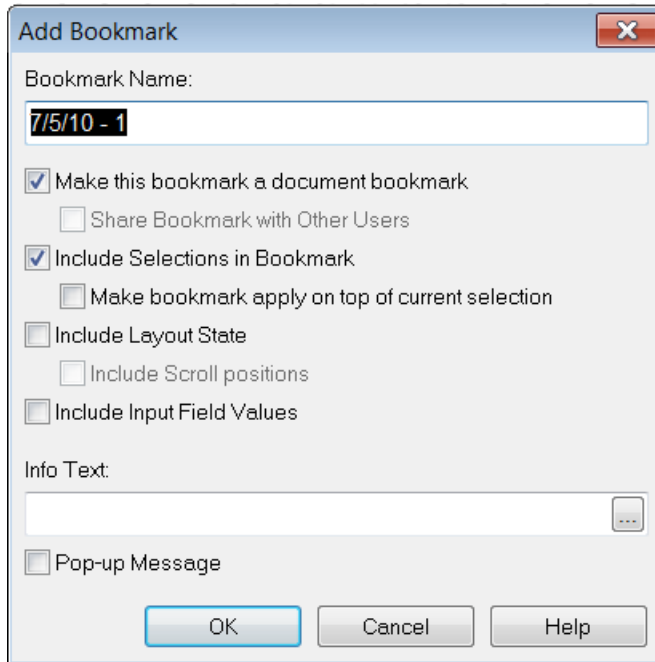 Add Bookmark
Bookmark Name:
7/5/10 - 1
Make this bookmark a document bookmark
Share Bookmark with Other Users
Include Selections in Bookmark
Make bookmark apply on top of current selection
Include Layout State
Include Scroll positions
Include Input Field Values
Info Text:
...
Pop-up Message
OK Cancel Help